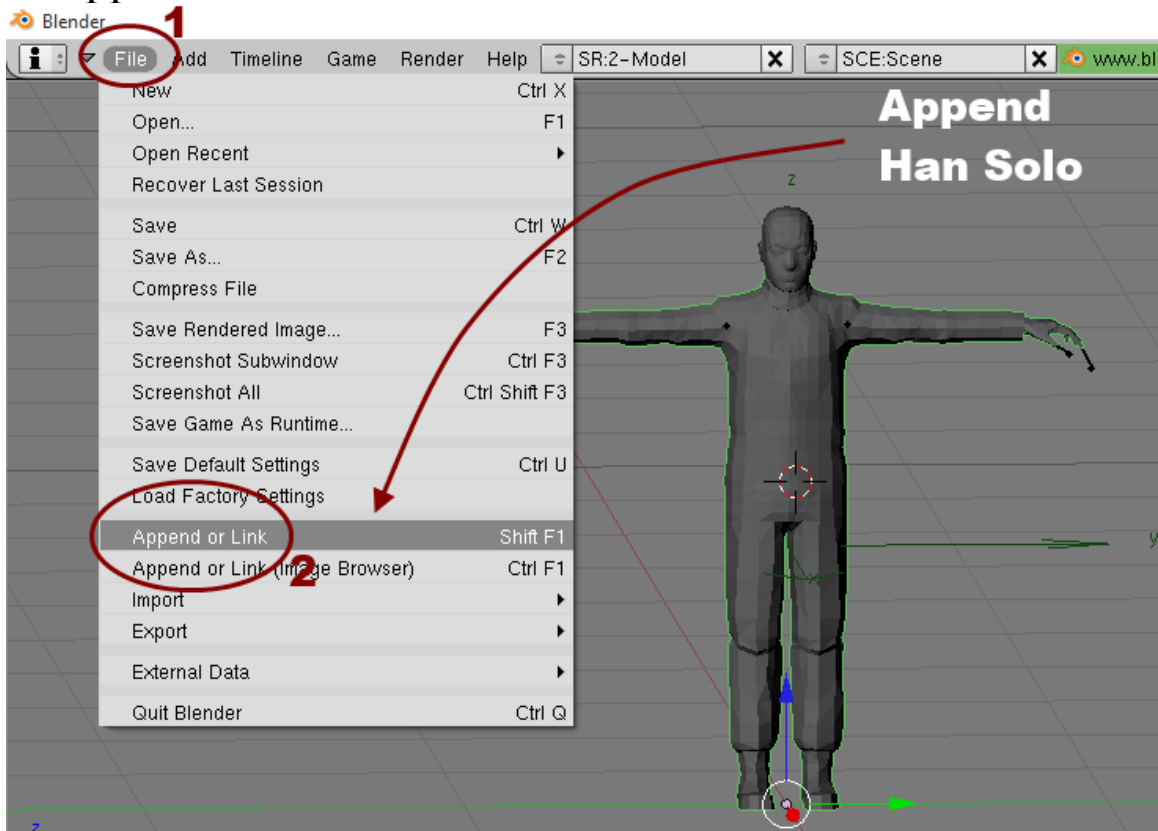 Blender
1
File Add Timeline Game Render Help SR:2-Model X SCE:Scene X www.bl
New Ctrl X
Open... F1
Open Recent
Recover Last Session
Save Ctrl W
Save As... F2
Compress File
Save Rendered Image... F3
Screenshot Subwindow Ctrl F3
Screenshot All Ctrl Shift F3
Save Game As Runtime...
Save Default Settings Ctrl U
Load Factory Settings
Append or Link Shift F1
2
Append or Link (Image Browser) Ctrl F1
Import
Export
External Data
Quit Blender Ctrl Q
Append
Han Solo
z
y
z